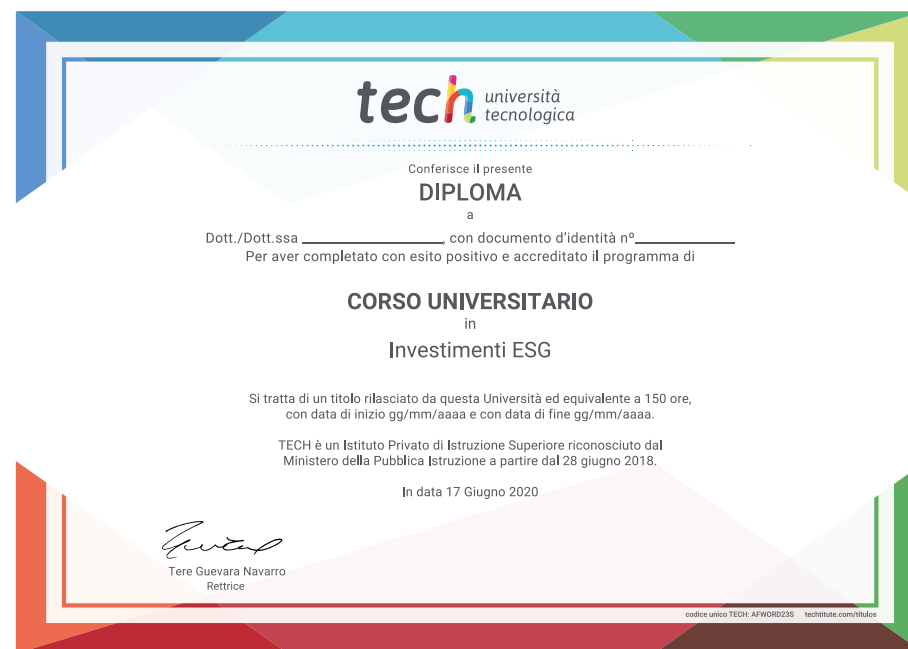 tech università
tecnologica
Conferisce il presente
DIPLOMA
a
Dott./Dott.ssa ____________________, con documento d'identità nº______________
Per aver completato con esito positivo e accreditato il programma di
CORSO UNIVERSITARIO
in
Investimenti ESG
Si tratta di un titolo rilasciato da questa Università ed equivalente a 150 ore,
con data di inizio gg/mm/aaaa e con data di fine gg/mm/aaaa.
TECH è un Istituto Privato di Istruzione Superiore riconosciuto dal
Ministero della Pubblica Istruzione a partire dal 28 giugno 2018.
In data 17 Giugno 2020
Tere Guevara Navarro
Rettrice
codice unico TECH: AFWORD23S techtitute.com/titulos